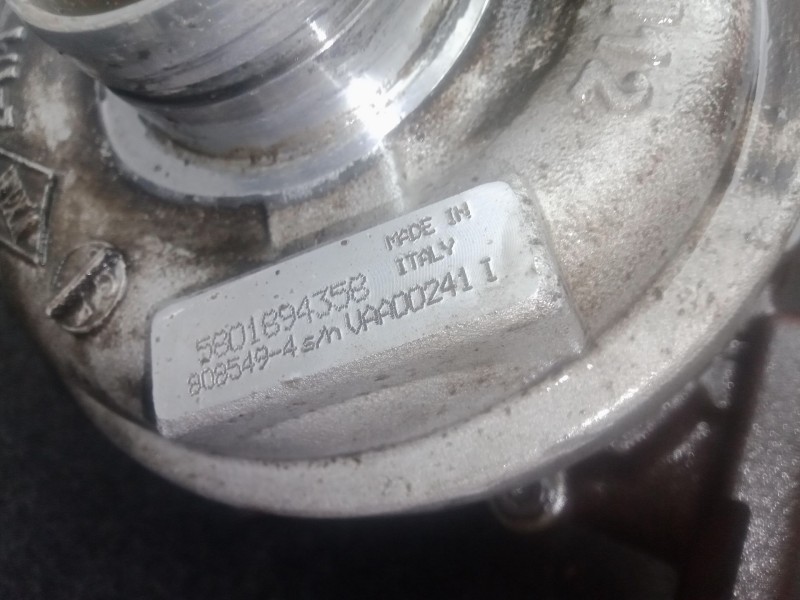 MADE IN
ITALY
5801894358
808549-4 s/n VAA00241 I